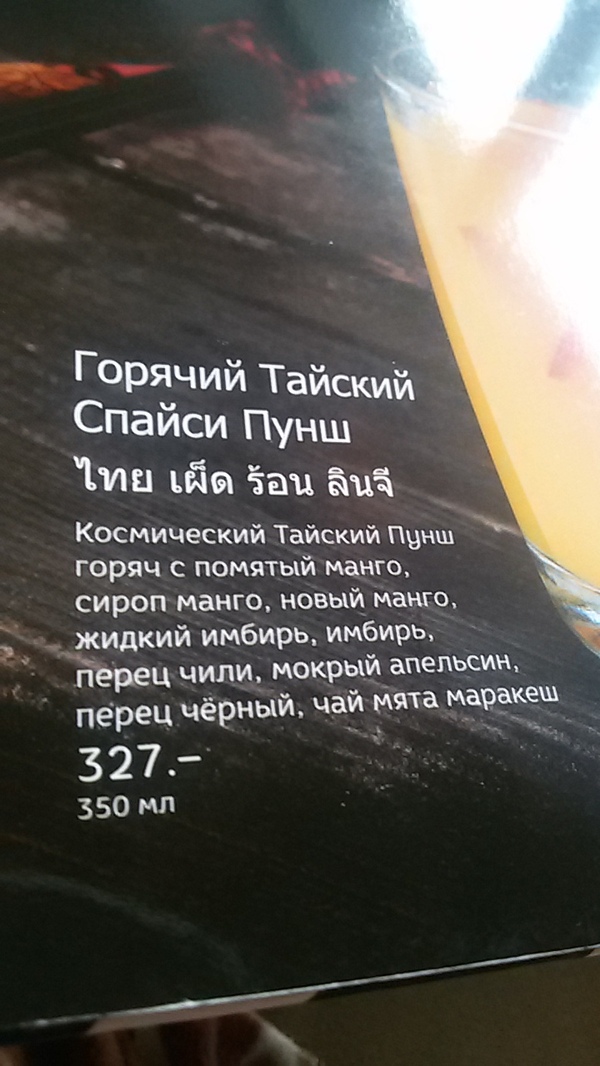 Горячий Тайский
Спайси Пунш
ไทย เผ็ด ร้อน ลินจี
Космический Тайский Пунш
горяч с помятый манго,
сироп манго, новый манго,
жидкий имбирь, имбирь,
перец чили, мокрый апельсин,
перец чёрный, чай мята маракеш
327.–
350 мл